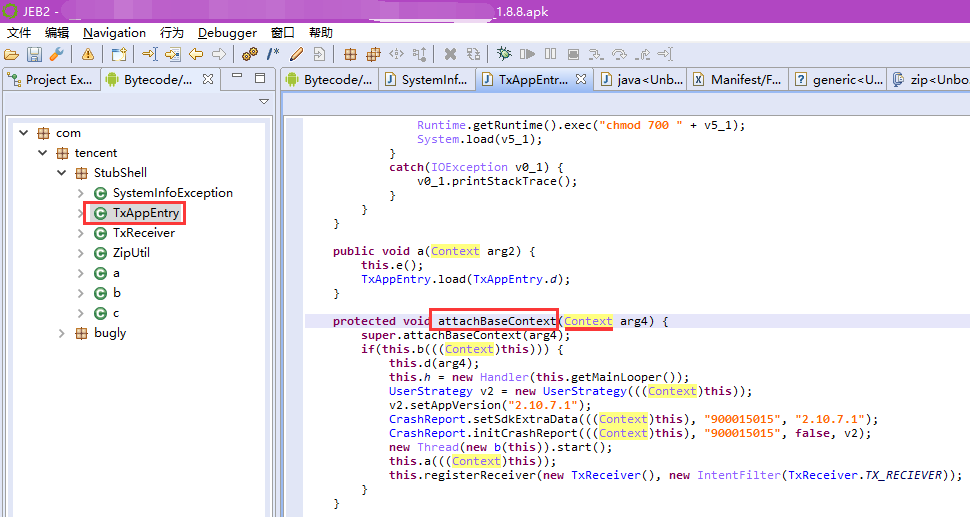 JEB2 - 1.8.8.apk
文件 编辑 Navigation 行为 Debugger 窗口 帮助
Project Ex... Bytecode/...
Bytecode/... SystemInf... TxAppEntr... java<Unb... Manifest/F... generic<U... zip<Unbo
com
tencent
StubShell
SystemInfoException
TxAppEntry
TxReceiver
ZipUtil
a
b
c
bugly
Runtime.getRuntime().exec("chmod 700 " + v5_1);
System.load(v5_1);
}
catch(IOException v0_1) {
v0_1.printStackTrace();
}
}
}
public void a(Context arg2) {
this.e();
TxAppEntry.load(TxAppEntry.d);
}
protected void attachBaseContext(Context arg4) {
super.attachBaseContext(arg4);
if(this.b(((Context)this))) {
this.d(arg4);
this.h = new Handler(this.getMainLooper());
UserStrategy v2 = new UserStrategy(((Context)this));
v2.setAppVersion("2.10.7.1");
CrashReport.setSdkExtraData(((Context)this), "900015015", "2.10.7.1");
CrashReport.initCrashReport(((Context)this), "900015015", false, v2);
new Thread(new b(this)).start();
this.a(((Context)this));
this.registerReceiver(new TxReceiver(), new IntentFilter(TxReceiver.TX_RECIEVER));
}
}